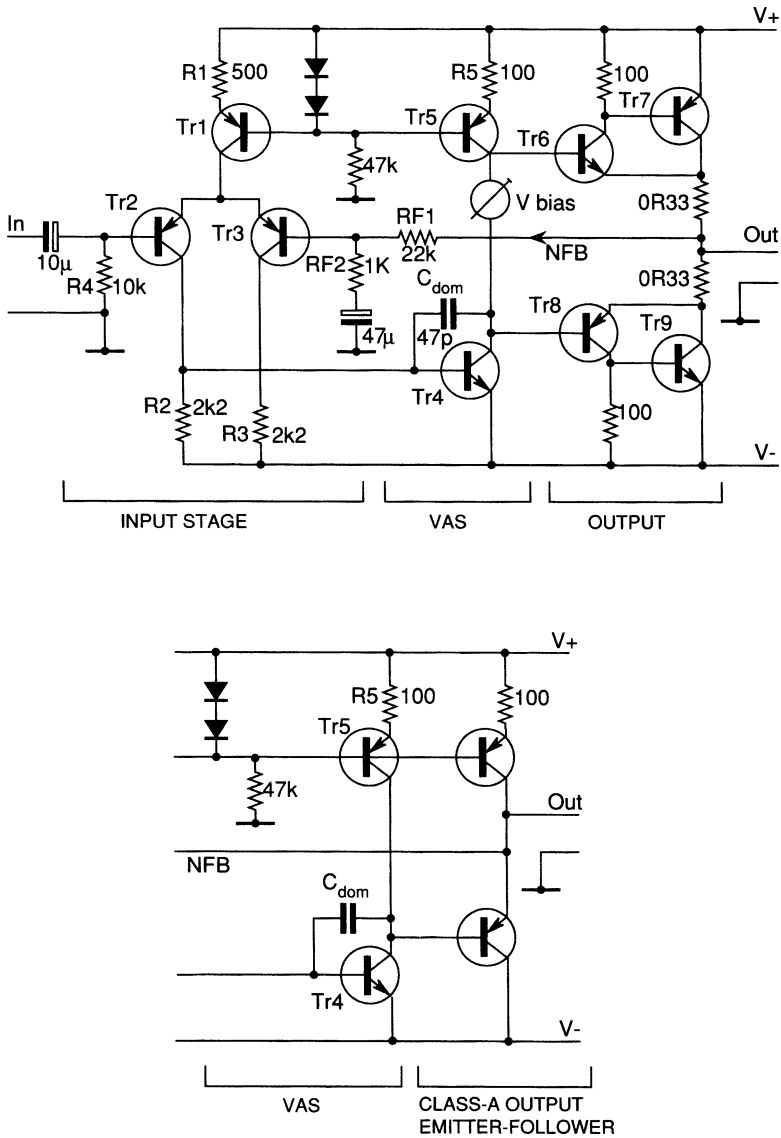 V+
R1 500
R5 100
100
Tr7
Tr1
Tr5
Tr6
47k
V bias
0R33
In
Tr2
Tr3
RF1
22k
NFB
Out
10µ
R4 10k
RF2 1K
47µ
Cdom
47p
0R33
Tr8
Tr9
Tr4
R2 2k2
R3 2k2
100
V-
INPUT STAGE
VAS
OUTPUT
V+
R5 100
100
Tr5
47k
Out
NFB
Cdom
Tr4
V-
VAS
CLASS-A OUTPUT
EMITTER-FOLLOWER